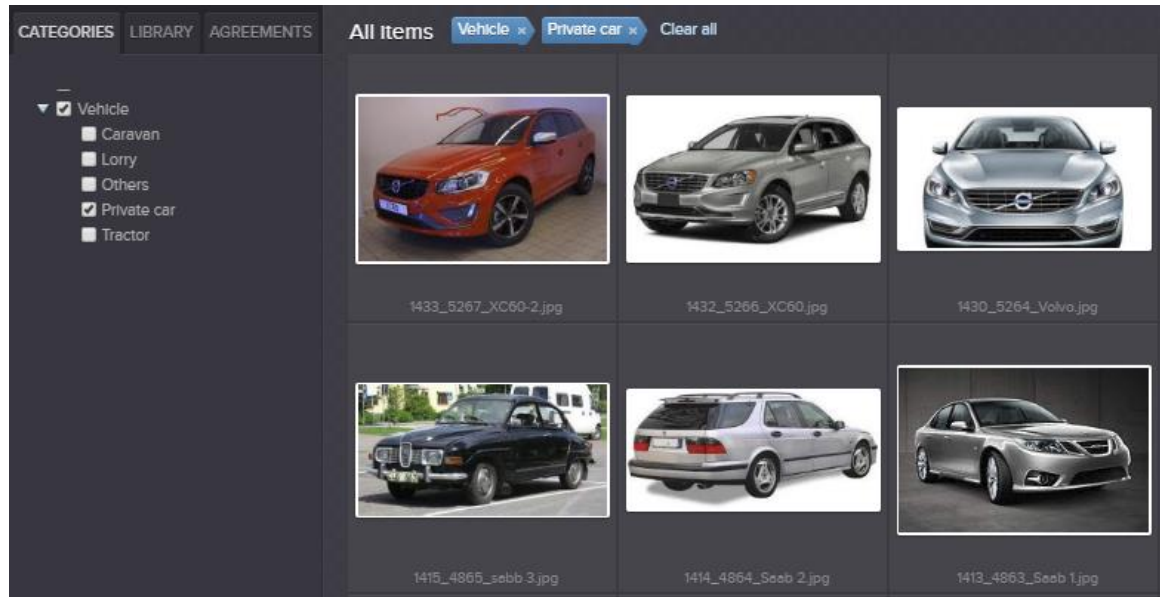 CATEGORIES LIBRARY AGREEMENTS
All Items Vehicle × Private car × Clear all
Vehicle
Caravan
Lorry
Others
Private car
Tractor
1433_5267_XC60-2.jpg
1432_5266_XC60.jpg
1430_5264_Volvo.jpg
1415_4865_sabb 3.jpg
1414_4864_Saab 2.jpg
1413_4863_Saab 1.jpg